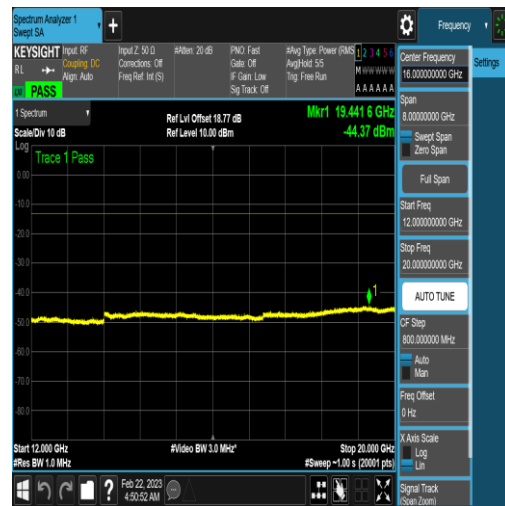 Spectrum Analyzer 1
Swept SA
Frequency
KEYSIGHT
RL
Input: RF
Coupling: DC
Align: Auto
Input Z: 50 Ω
Corrections: Off
Freq Ref: Int (S)
#Atten: 20 dB
PNO: Fast
Gate: Off
IF Gain: Low
Sig Track: Off
#Avg Type: Power (RMS
Avg|Hold: 5/5
Trig: Free Run
1 2 3 4 5 6
M W W W W W
A A A A A A
PASS
1 Spectrum
Scale/Div 10 dB
Ref Lvl Offset 18.77 dB
Ref Level 10.00 dBm
Mkr1 19.441 6 GHz
-44.37 dBm
Log
Trace 1 Pass
0.00
-10.0
-20.0
-30.0
-40.0
-50.0
-60.0
-70.0
-80.0
1
Start 12.000 GHz
#Res BW 1.0 MHz
#Video BW 3.0 MHz*
Stop 20.000 GHz
#Sweep ~1.00 s (20001 pts)
Feb 22, 2023
4:50:52 AM
Center Frequency
16.000000000 GHz
Settings
Span
8.00000000 GHz
Swept Span
Zero Span
Full Span
Start Freq
12.000000000 GHz
Stop Freq
20.000000000 GHz
AUTO TUNE
CF Step
800.000000 MHz
Auto
Man
Freq Offset
0 Hz
X Axis Scale
Log
Lin
Signal Track
(Span Zoom)